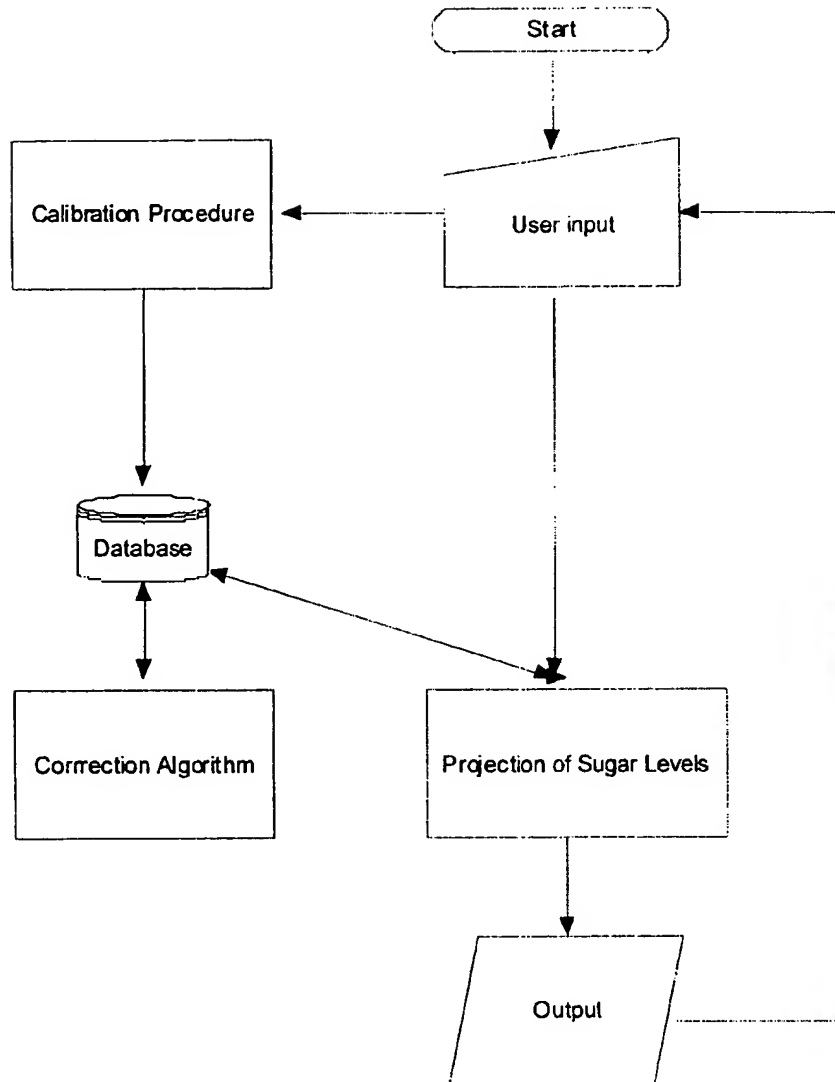 Start
Calibration Procedure
User input
Database
Correction Algorithm
Projection of Sugar Levels
Output